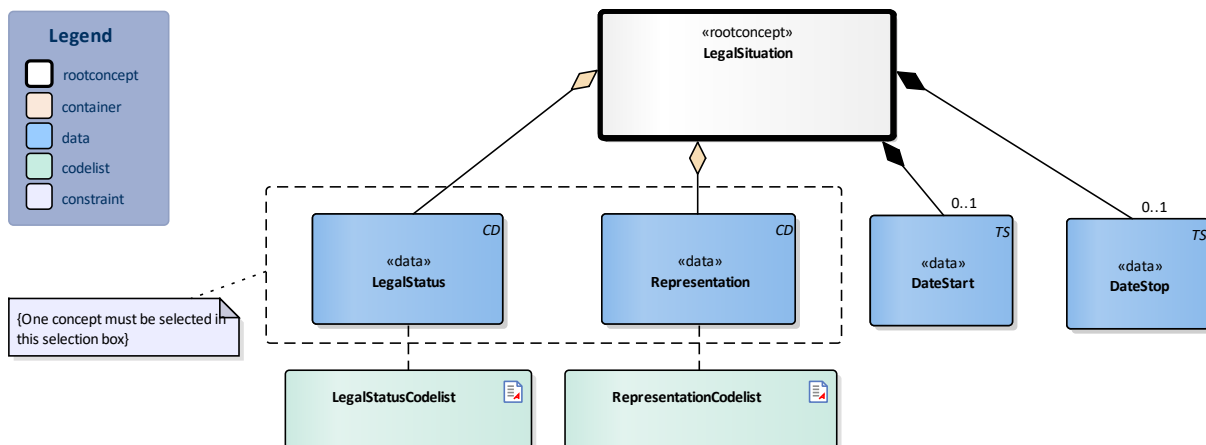 Legend
rootconcept
container
data
codelist
constraint
«rootconcept»
LegalSituation
CD
«data»
LegalStatus
CD
«data»
Representation
0..1
TS
«data»
DateStart
0..1
TS
«data»
DateStop
{One concept must be selected in
this selection box}
LegalStatusCodelist
RepresentationCodelist